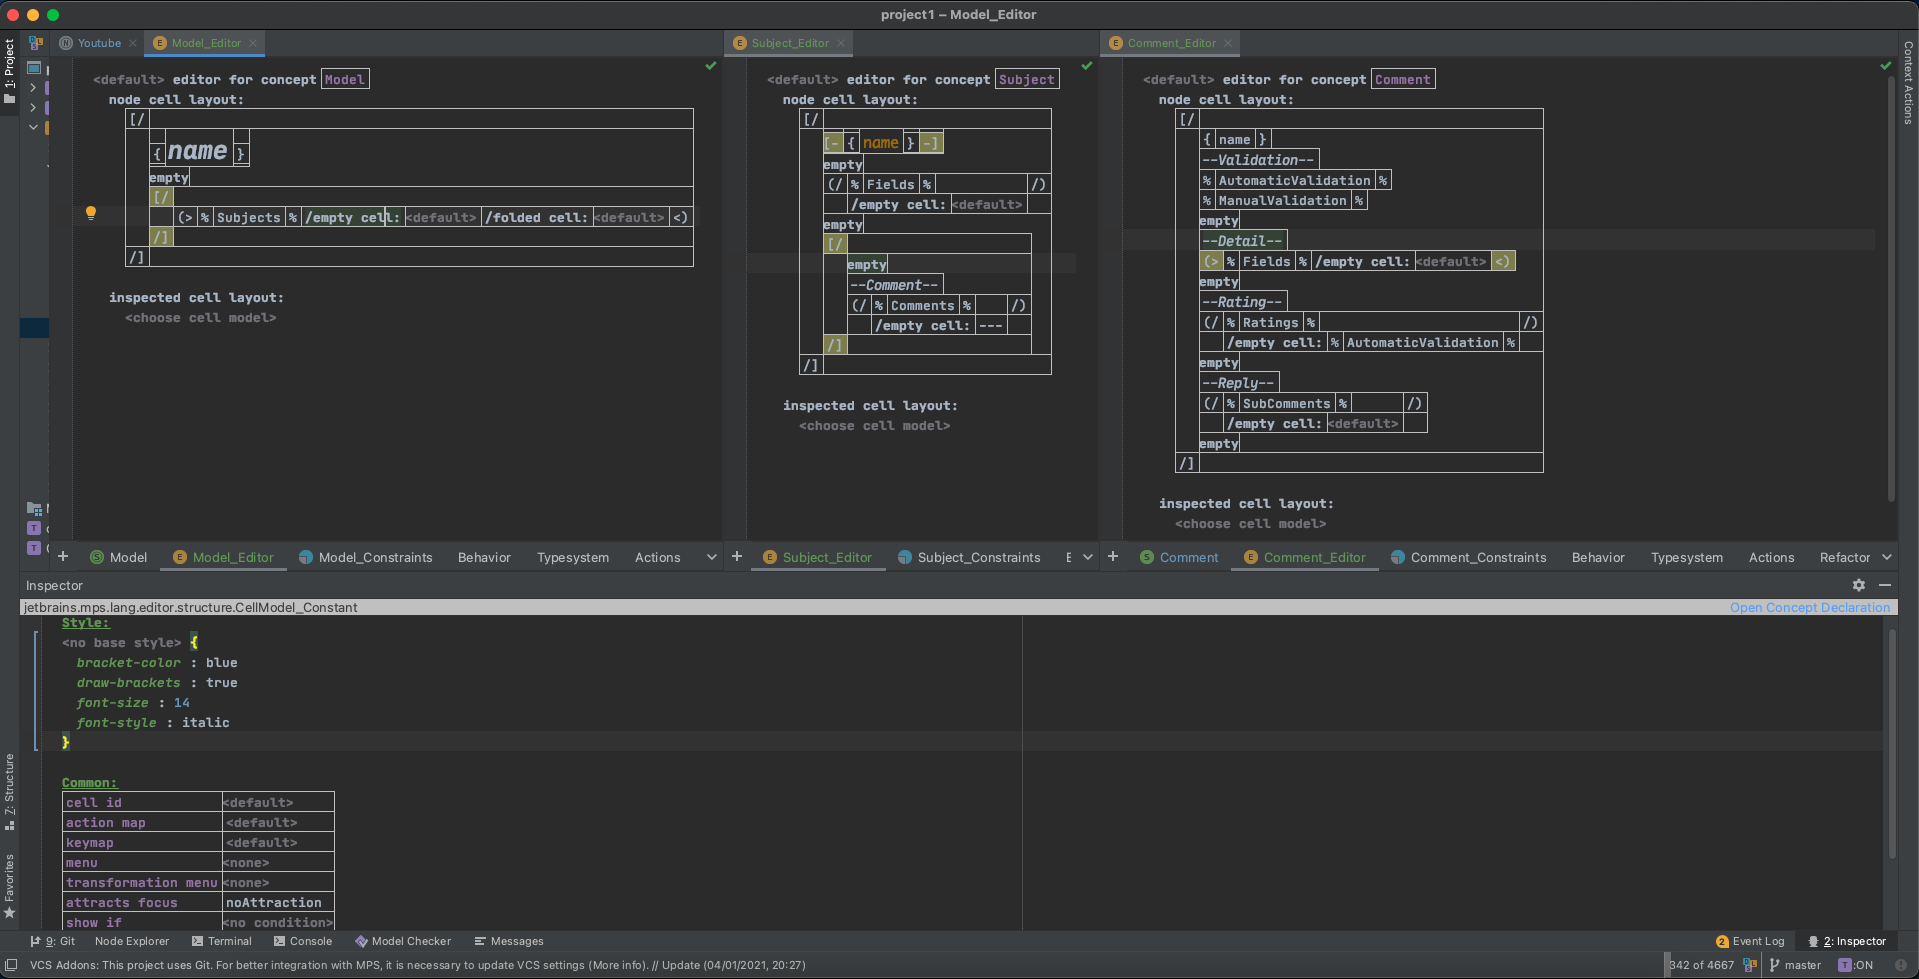 project1 – Model_Editor
1: Project
Youtube
Model_Editor
Subject_Editor
Comment_Editor
Context Actions
<default> editor for concept Model
node cell layout:
[/
{ name }
empty
[/
(> % Subjects % /empty cell: <default> /folded cell: <default> <)
/]
/]
inspected cell layout:
<choose cell model>
<default> editor for concept Subject
node cell layout:
[/
[- { name } -]
empty
(/ % Fields % /)
/empty cell: <default>
empty
[/
empty
--Comment--
(/ % Comments % /)
/empty cell: ---
/]
/]
inspected cell layout:
<choose cell model>
<default> editor for concept Comment
node cell layout:
[/
{ name }
--Validation--
% AutomaticValidation %
% ManualValidation %
empty
--Detail--
(> % Fields % /empty cell: <default> <)
empty
--Rating--
(/ % Ratings % /)
/empty cell: % AutomaticValidation %
empty
--Reply--
(/ % SubComments % /)
/empty cell: <default>
empty
/]
inspected cell layout:
<choose cell model>
+ Model Model_Editor Model_Constraints Behavior Typesystem Actions
+ Subject_Editor Subject_Constraints
+ Comment Comment_Editor Comment_Constraints Behavior Typesystem Actions Refactor
Inspector
jetbrains.mps.lang.editor.structure.CellModel_Constant
Open Concept Declaration
Style:
<no base style> {
bracket-color : blue
draw-brackets : true
font-size : 14
font-style : italic
}
Common:
cell id <default>
action map <default>
keymap <default>
menu <none>
transformation menu <none>
attracts focus noAttraction
show if <no condition>
7: Structure
Favorites
9: Git Node Explorer Terminal Console Model Checker Messages
2 Event Log 2: Inspector
VCS Addons: This project uses Git. For better integration with MPS, it is necessary to update VCS settings (More info). // Update (04/01/2021, 20:27)
342 of 4667 master T :ON